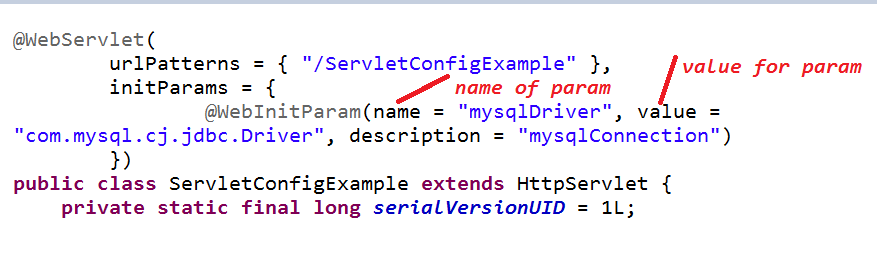 @WebServlet(
urlPatterns = { "/ServletConfigExample" },
value for param
initParams = {
name of param
@WebInitParam(name = "mysqlDriver", value =
"com.mysql.cj.jdbc.Driver", description = "mysqlConnection")
})
public class ServletConfigExample extends HttpServlet {
private static final long serialVersionUID = 1L;